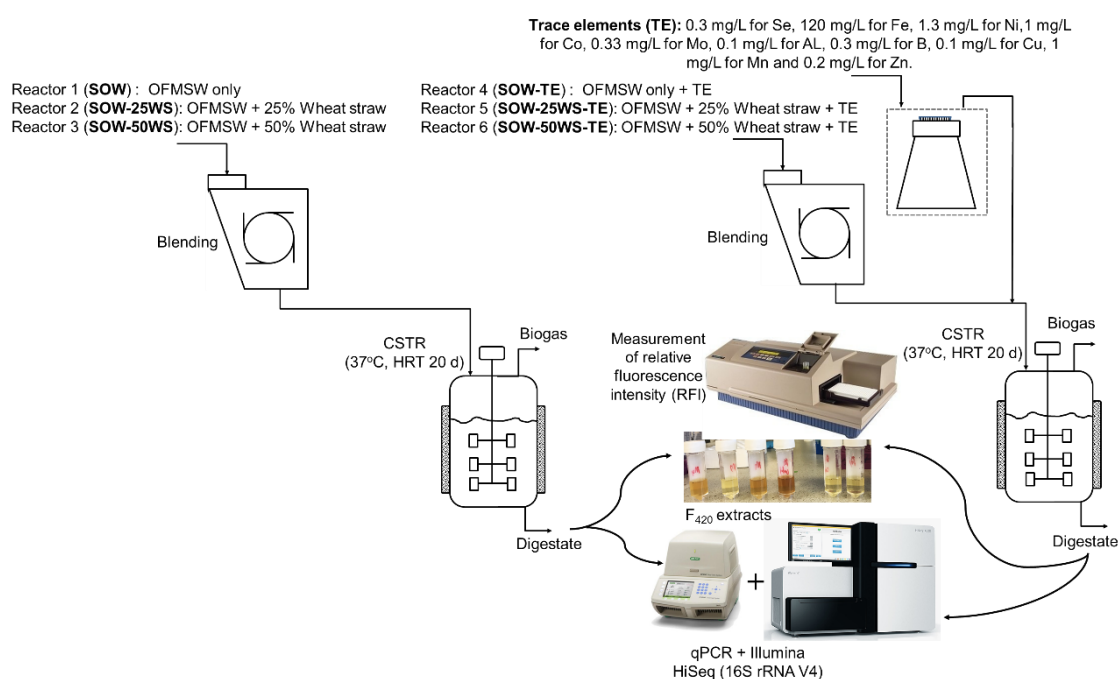 Trace elements (TE): 0.3 mg/L for Se, 120 mg/L for Fe, 1.3 mg/L for Ni,1 mg/L
for Co, 0.33 mg/L for Mo, 0.1 mg/L for AL, 0.3 mg/L for B, 0.1 mg/L for Cu, 1
mg/L for Mn and 0.2 mg/L for Zn.
Reactor 1 (SOW) : OFMSW only
Reactor 2 (SOW-25WS): OFMSW + 25% Wheat straw
Reactor 3 (SOW-50WS): OFMSW + 50% Wheat straw
Reactor 4 (SOW-TE): OFMSW only + TE
Reactor 5 (SOW-25WS-TE): OFMSW + 25% Wheat straw + TE
Reactor 6 (SOW-50WS-TE): OFMSW + 50% Wheat straw + TE
Blending
Blending
CSTR
(37°C, HRT 20 d)
Biogas
Measurement
of relative
fluorescence
intensity (RFI)
CSTR
(37°C, HRT 20 d)
Biogas
F420 extracts
Digestate
Digestate
qPCR + Illumina
HiSeq (16S rRNA V4)